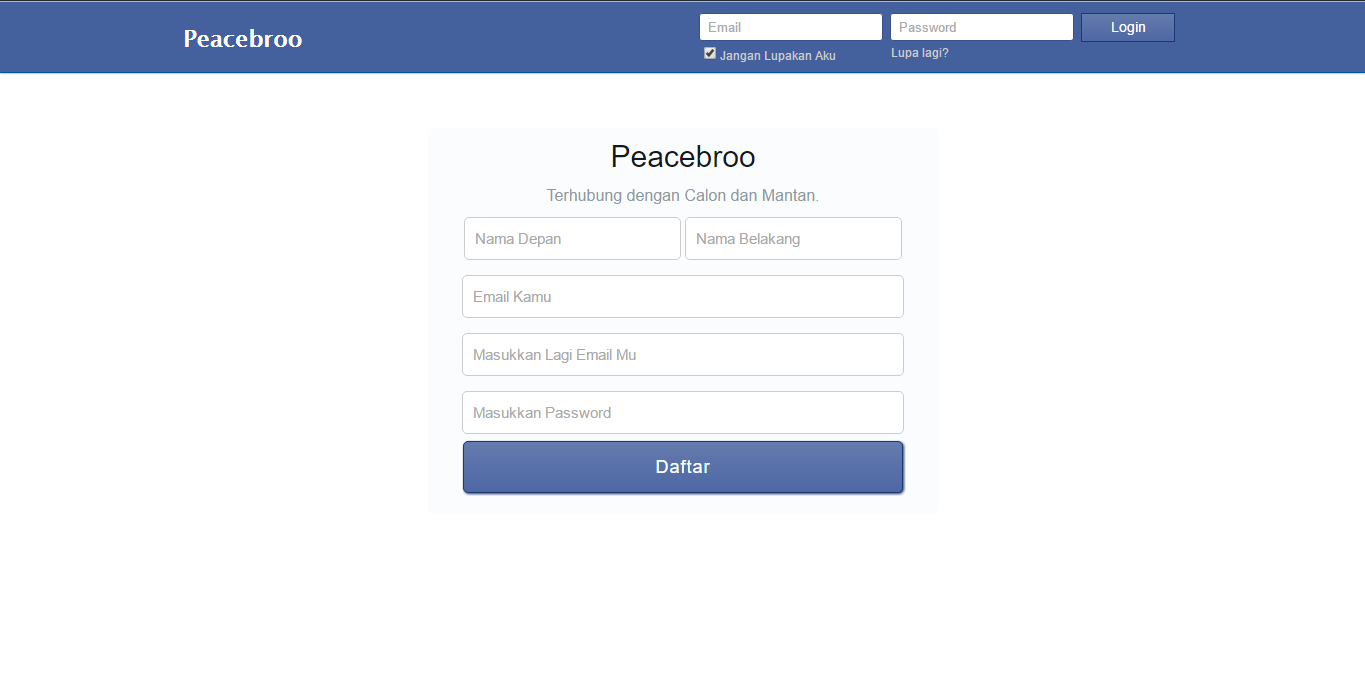 Peacebroo
Email Password Login
Jangan Lupakan Aku Lupa lagi?
Peacebroo
Terhubung dengan Calon dan Mantan.
Nama Depan Nama Belakang
Email Kamu
Masukkan Lagi Email Mu
Masukkan Password
Daftar